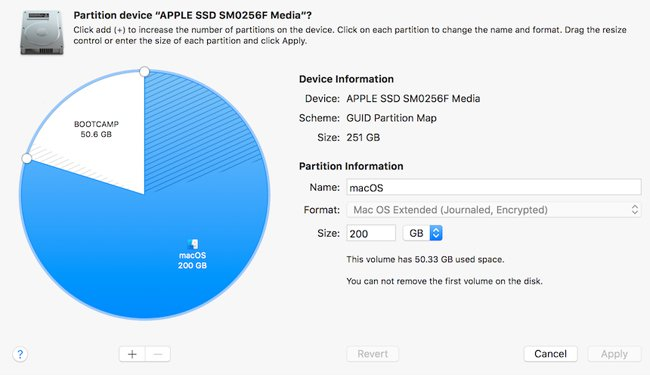 Partition device “APPLE SSD SM0256F Media”?
Click add (+) to increase the number of partitions on the device. Click on each partition to change the name and format. Drag the resize
control or enter the size of each partition and click Apply.
BOOTCAMP
50.6 GB
macOS
200 GB
Device Information
Device: APPLE SSD SM0256F Media
Scheme: GUID Partition Map
Size: 251 GB
Partition Information
Name: macOS
Format: Mac OS Extended (Journaled, Encrypted)
Size: 200 GB
This volume has 50.33 GB used space.
You can not remove the first volume on the disk.
? + − Revert Cancel Apply